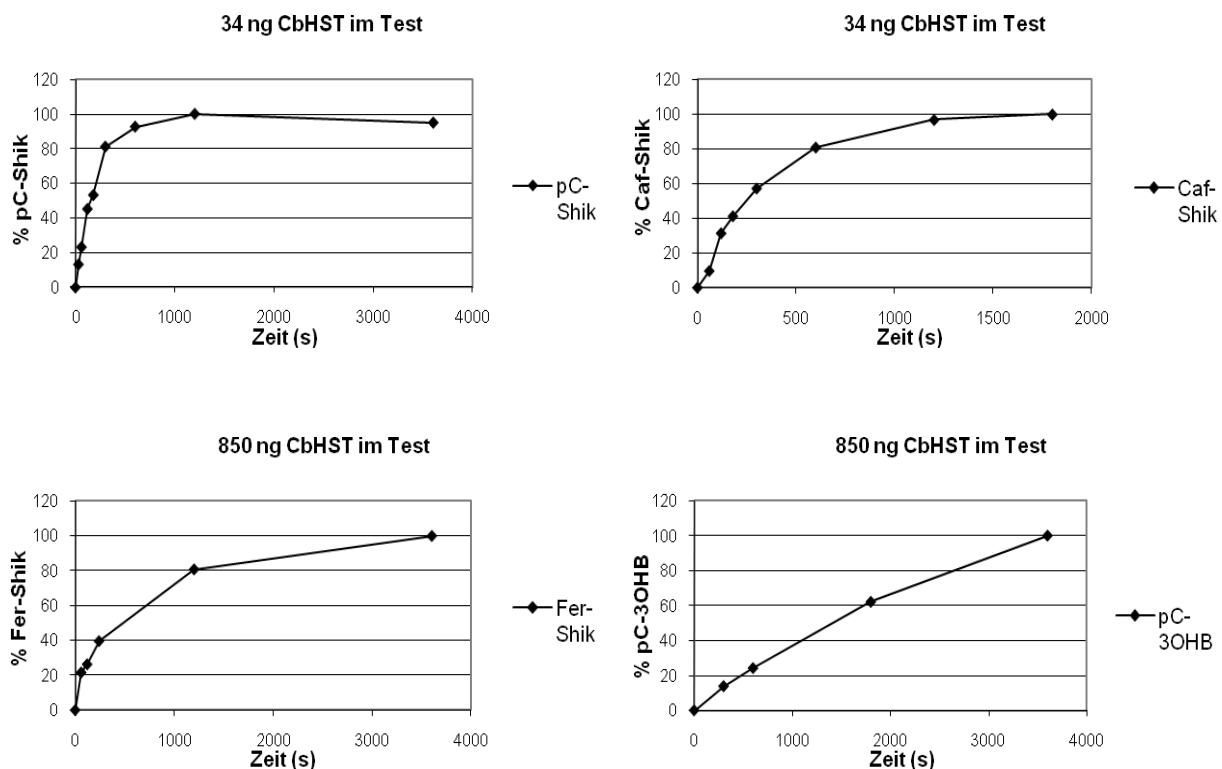 34 ng CbHST im Test
% pC-Shik
120
100
80
60
40
20
0
0 1000 2000 3000 4000
Zeit (s)
pC-
Shik
34 ng CbHST im Test
% Caf-Shik
120
100
80
60
40
20
0
0 500 1000 1500 2000
Zeit (s)
Caf-
Shik
850 ng CbHST im Test
% Fer-Shik
120
100
80
60
40
20
0
0 1000 2000 3000 4000
Zeit (s)
Fer-
Shik
850 ng CbHST im Test
% pC-3OHB
120
100
80
60
40
20
0
0 1000 2000 3000 4000
Zeit (s)
pC-
3OHB